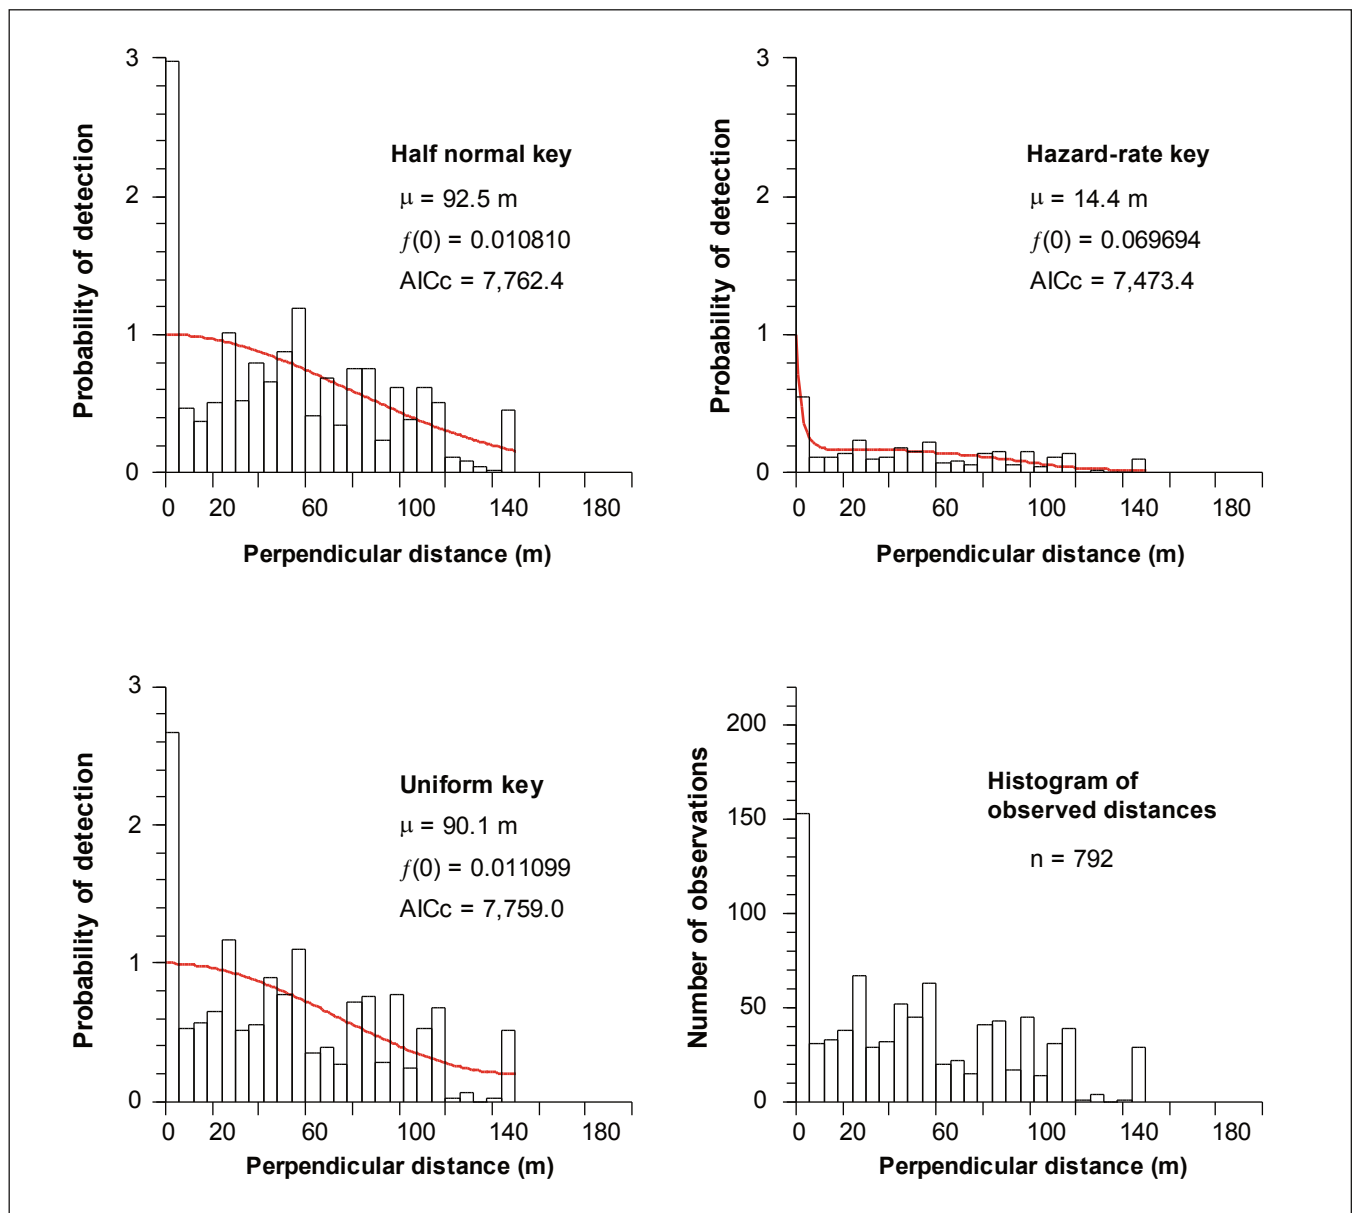 3
2
1
0
Probability of detection
Half normal key
μ = 92.5 m
f(0) = 0.010810
AICc = 7,762.4
0 20 60 100 140 180
Perpendicular distance (m)
3
2
1
0
Probability of detection
Hazard-rate key
μ = 14.4 m
f(0) = 0.069694
AICc = 7,473.4
0 20 60 100 140 180
Perpendicular distance (m)
3
2
1
0
Probability of detection
Uniform key
μ = 90.1 m
f(0) = 0.011099
AICc = 7,759.0
0 20 60 100 140 180
Perpendicular distance (m)
200
150
100
50
0
Number of observations
Histogram of
observed distances
n = 792
0 20 60 100 140 180
Perpendicular distance (m)